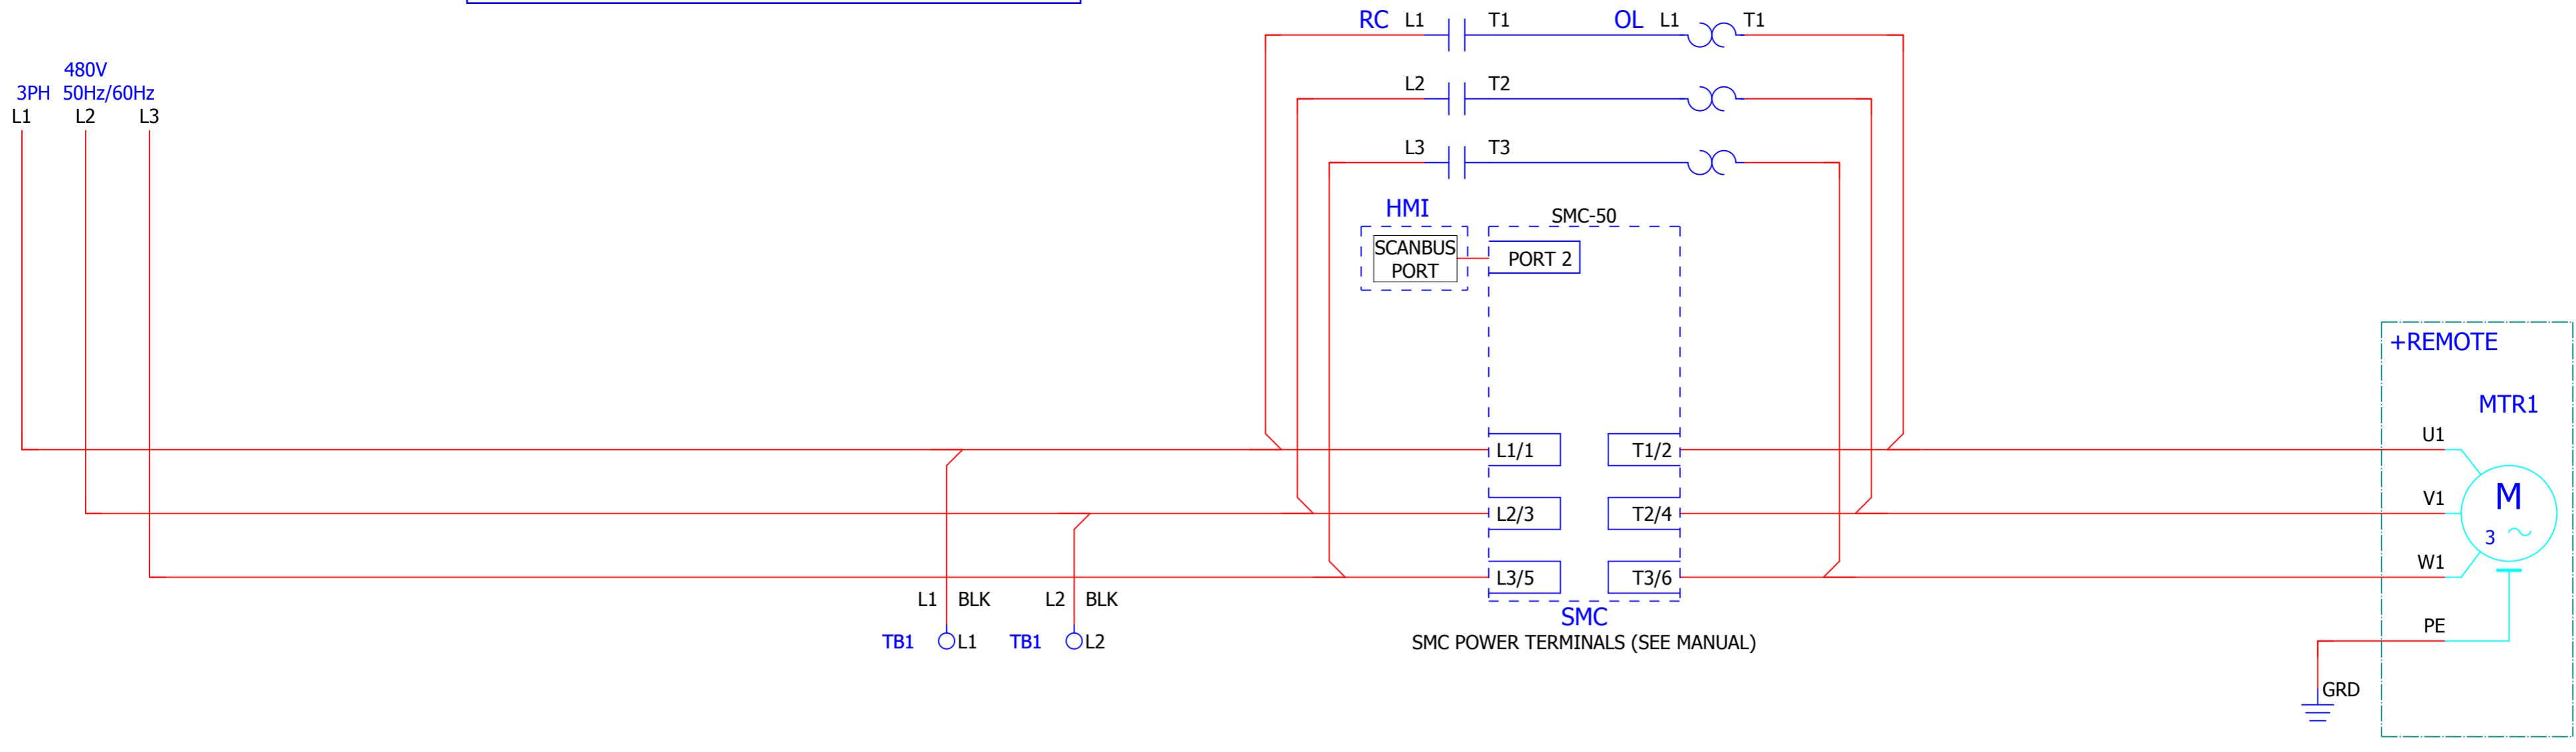 RC L1 T1 OL L1 T1
480V
3PH 50Hz/60Hz
L1 L2 L3
L2 T2
L3 T3
HMI
SCANBUS
PORT
SMC-50
PORT 2
+REMOTE
MTR1
L1/1 T1/2 U1
L2/3 T2/4 V1
M
3
L3/5 T3/6 W1
L1 BLK L2 BLK
TB1 L1 TB1 L2
SMC
SMC POWER TERMINALS (SEE MANUAL)
PE
GRD